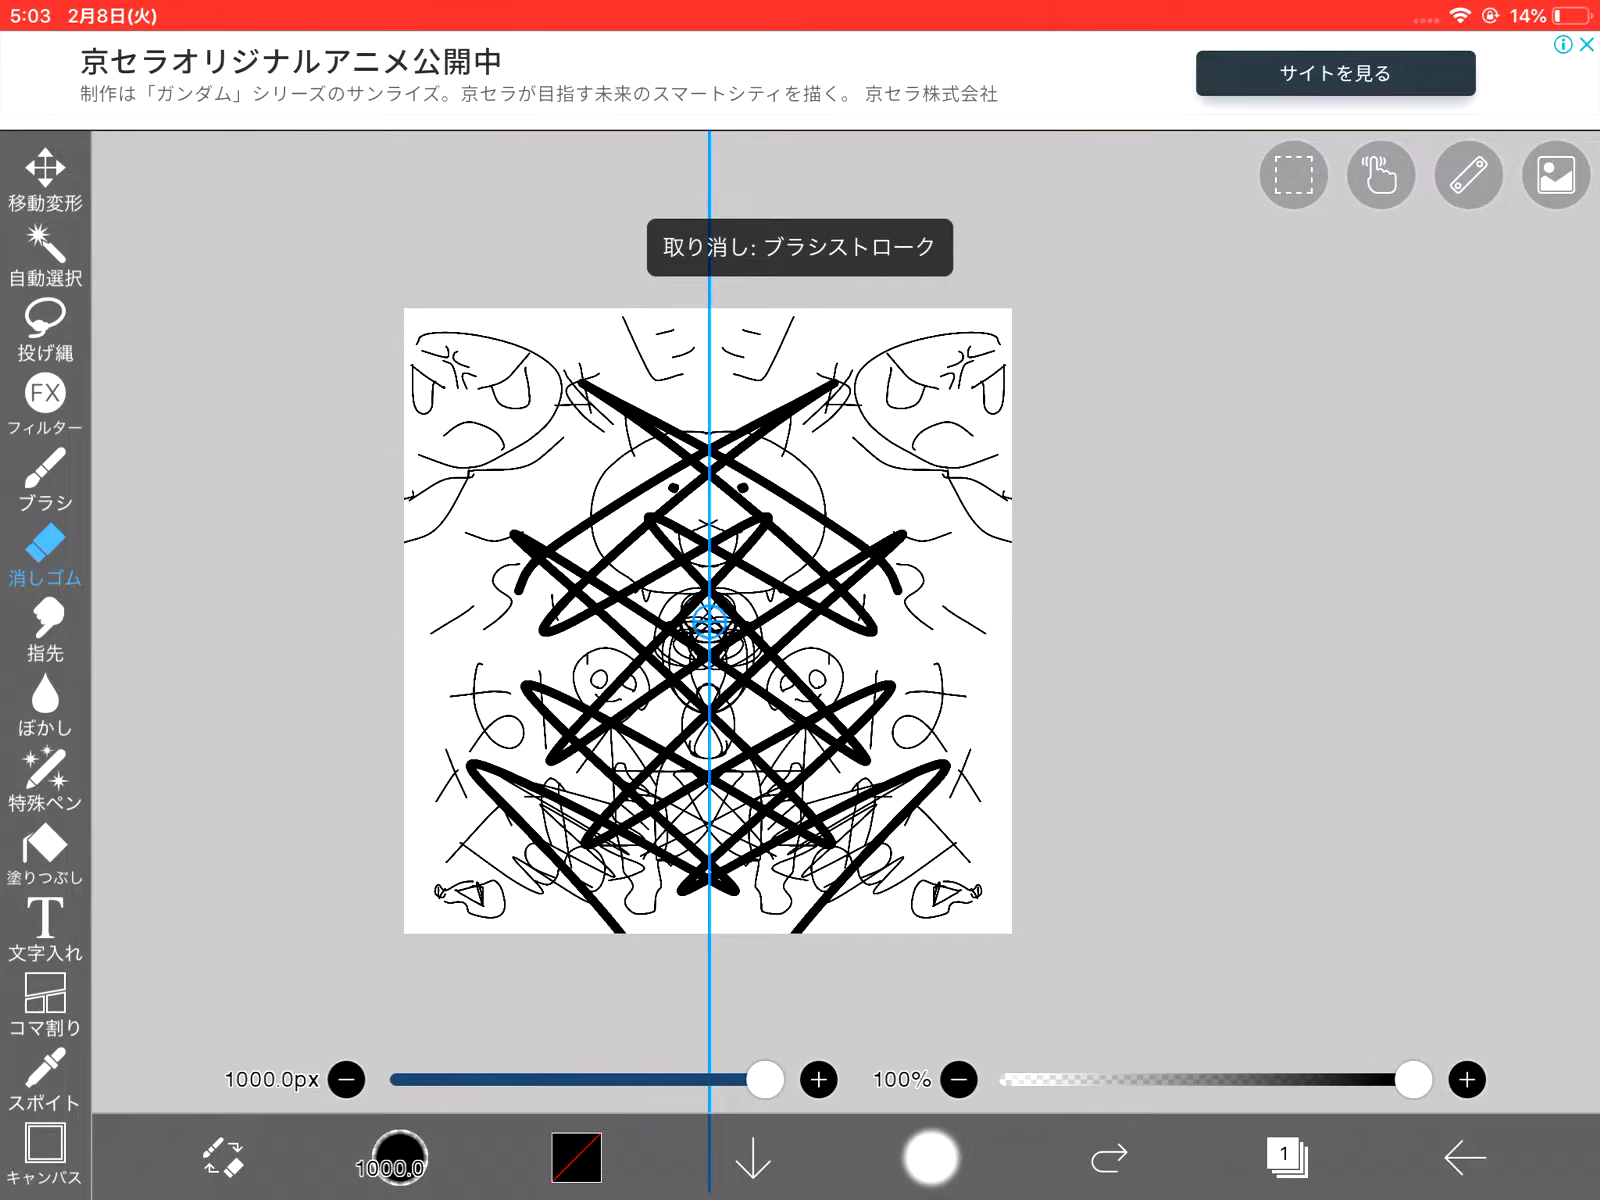 5:03 2月8日(火)
14%
京セラオリジナルアニメ公開中
制作は「ガンダム」シリーズのサンライズ。京セラが目指す未来のスマートシティを描く。 京セラ株式会社
サイトを見る
取り消し: ブラシストローク
移動変形
自動選択
投げ縄
FX
フィルター
ブラシ
消しゴム
指先
ぼかし
特殊ペン
塗りつぶし
T
文字入れ
コマ割り
スポイト
キャンバス
1000.0px
100%
1000.0
1